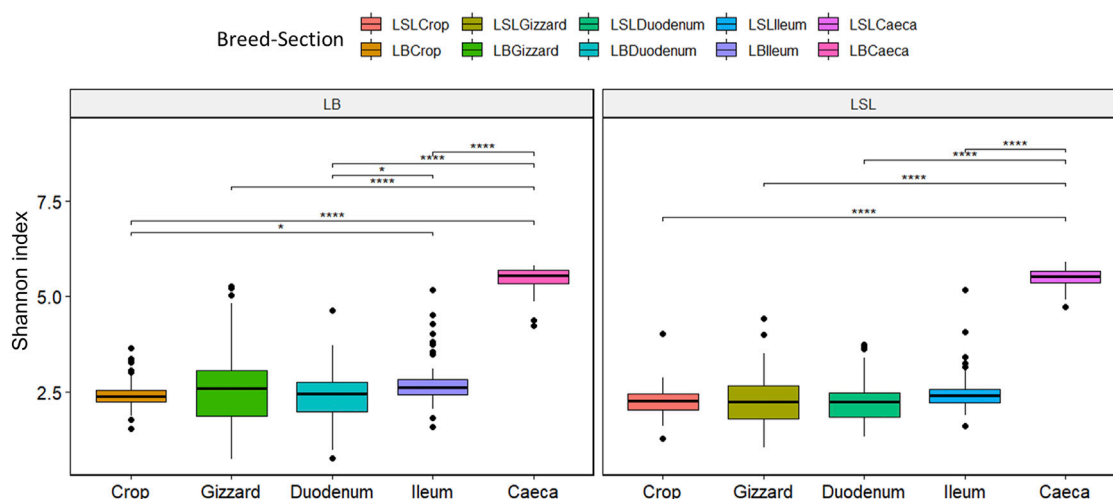 Breed-Section
LSLCrop LSLGizzard LSLDuodenum LSLIleum LSLCaeca
LBCrop LBGizzard LBDuodenum LBIleum LBCaeca
LB LSL
Shannon index
7.5
5.0
2.5
****
****
*
****
****
*
****
****
****
****
Crop Gizzard Duodenum Ileum Caeca Crop Gizzard Duodenum Ileum Caeca